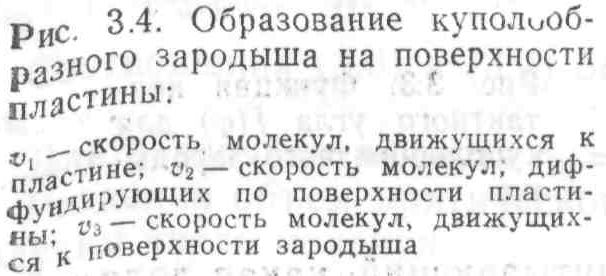 Рис. 3.4. Образование куполооб-
разного зародыша на поверхности
пластины:
v₁ — скорость молекул, движущихся к
пластине; v₂ — скорость молекул, диф-
фундирующих по поверхности пласти-
ны; v₃ — скорость молекул, движущих-
ся к поверхности зародыша